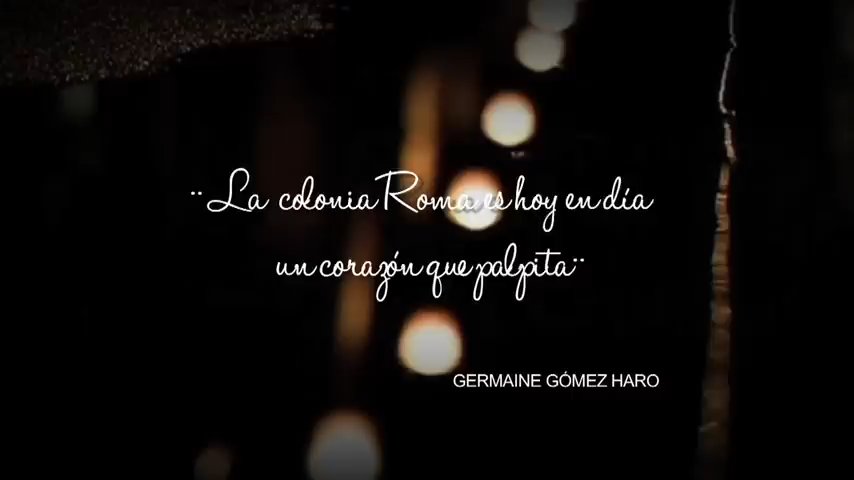 ¨La colonia Roma es hoy en día
un corazón que palpita¨
GERMAINE GÓMEZ HARO